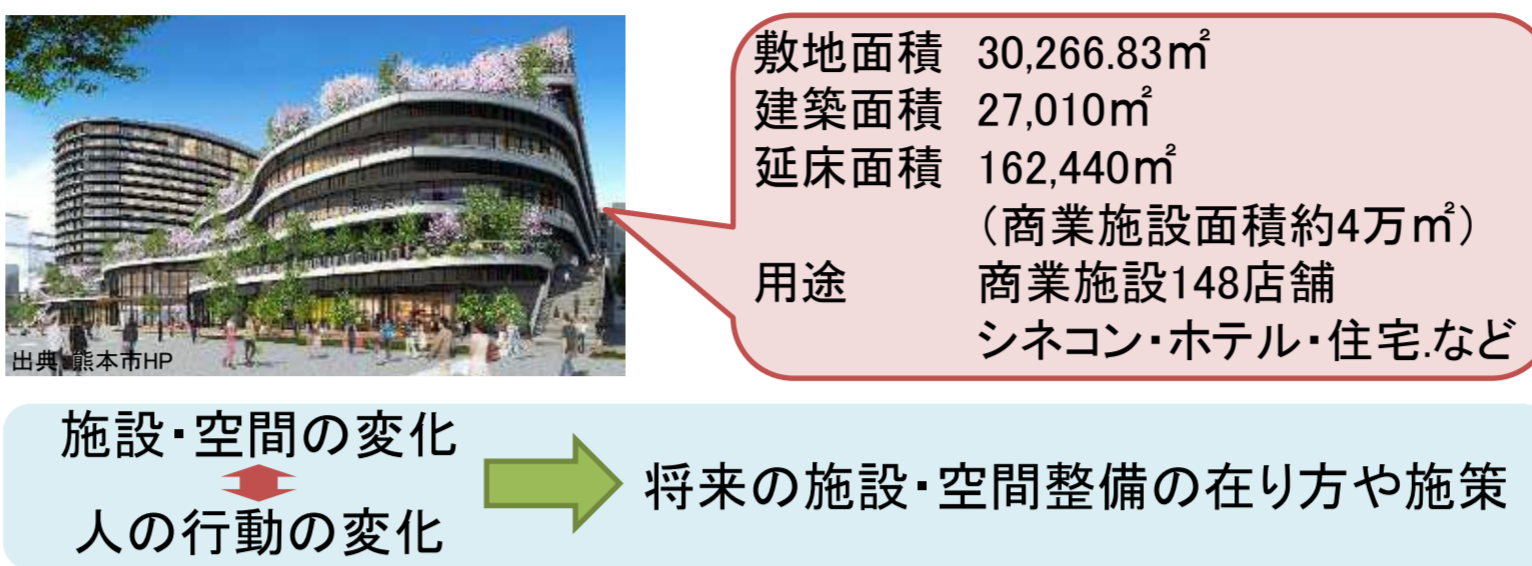 敷地面積 30,266.83㎡
建築面積 27,010㎡
延床面積 162,440㎡
（商業施設面積約4万㎡）
用途 商業施設148店舗
シネコン・ホテル・住宅.など
出典:熊本市HP
施設・空間の変化
人の行動の変化
将来の施設・空間整備の在り方や施策